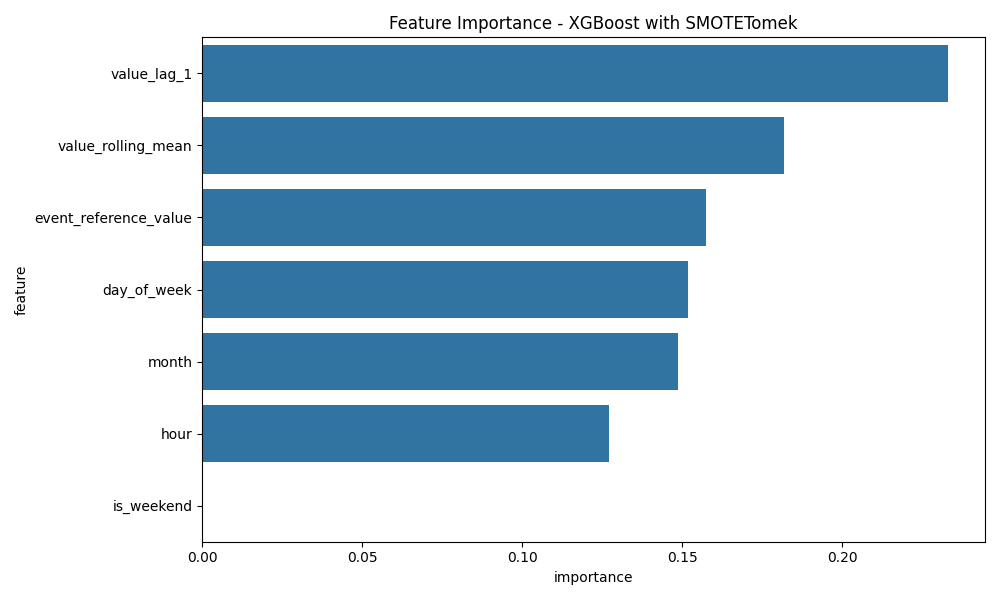 Feature Importance - XGBoost with SMOTETomek
feature
value_lag_1
value_rolling_mean
event_reference_value
day_of_week
month
hour
is_weekend
0.00 0.05 0.10 0.15 0.20
importance